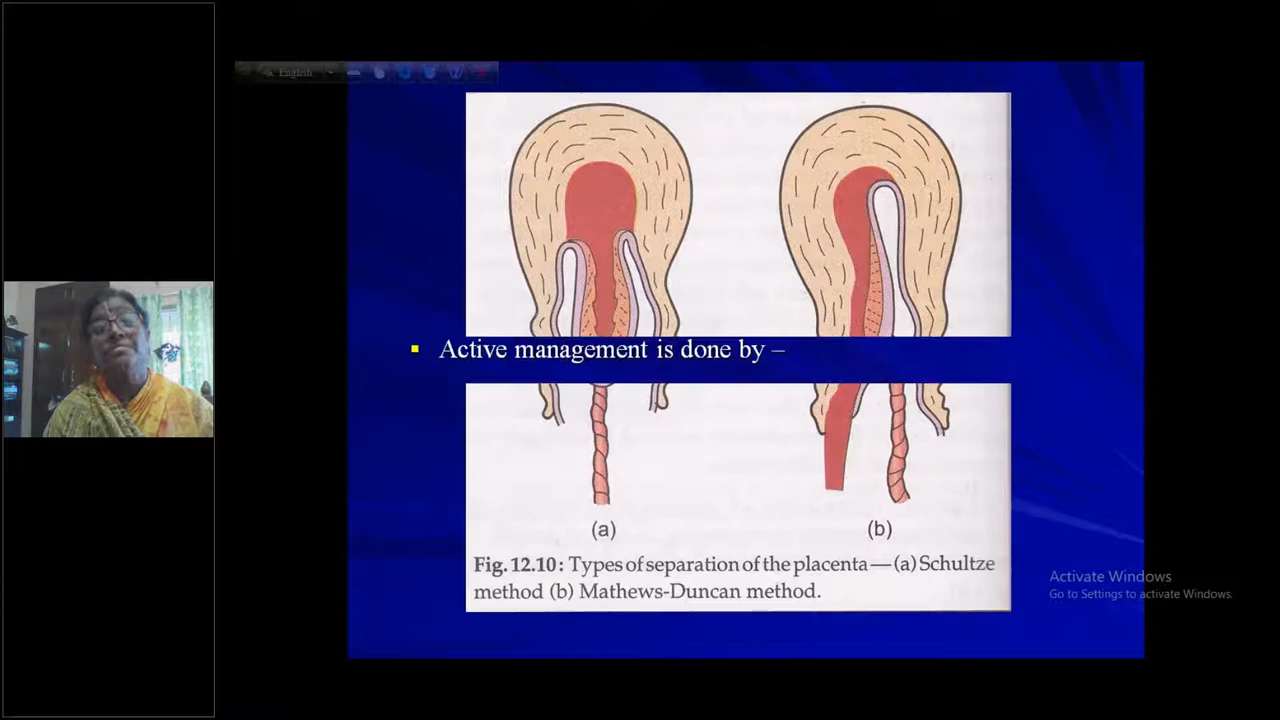 English
Active management is done by –
(a) (b)
Fig. 12.10: Types of separation of the placenta—(a) Schultze
method (b) Mathews-Duncan method.
Activate Windows
Go to Settings to activate Windows.